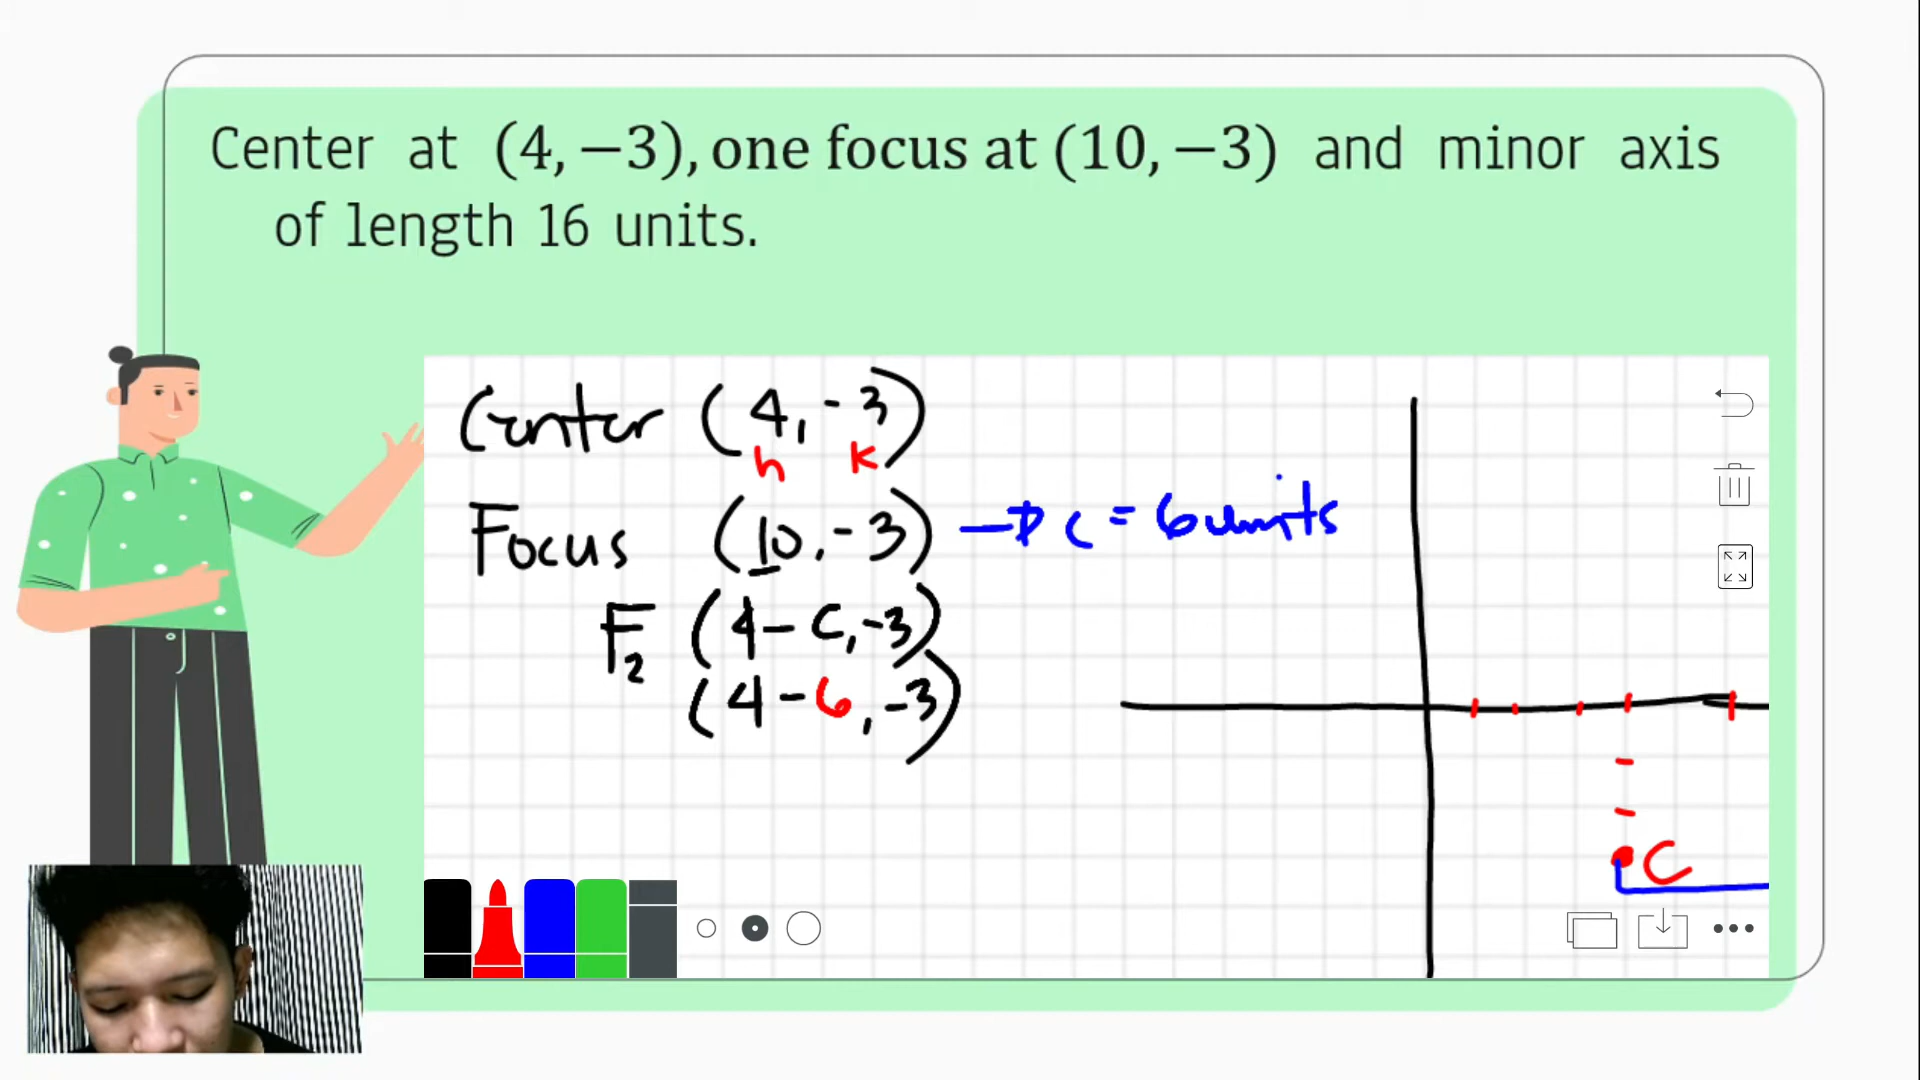 Center at (4, −3), one focus at (10, −3) and minor axis
of length 16 units.
Center (4, -3)
h k
Focus (10, -3) → c = 6 units
F2 (4 - c, -3)
(4 - 6, -3)
C